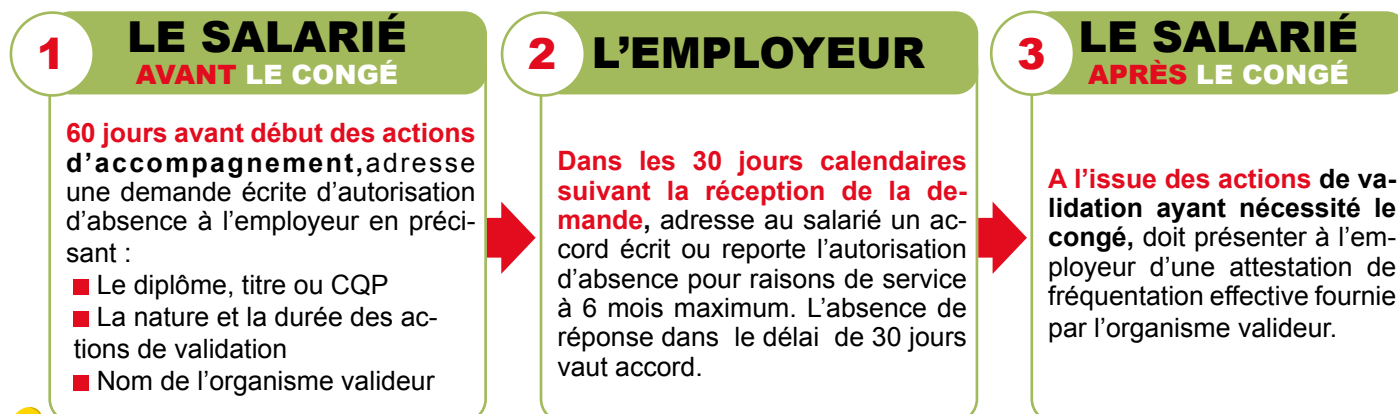 1
LE SALARIÉ
AVANT LE CONGÉ
60 jours avant début des actions
d'accompagnement,adresse
une demande écrite d'autorisation
d'absence à l'employeur en préci-
sant :
■ Le diplôme, titre ou CQP
■ La nature et la durée des ac-
tions de validation
■ Nom de l'organisme valideur
2
L'EMPLOYEUR
Dans les 30 jours calendaires
suivant la réception de la de-
mande, adresse au salarié un ac-
cord écrit ou reporte l'autorisation
d'absence pour raisons de service
à 6 mois maximum. L'absence de
réponse dans le délai de 30 jours
vaut accord.
3
LE SALARIÉ
APRÈS LE CONGÉ
A l'issue des actions de va-
lidation ayant nécessité le
congé, doit présenter à l'em-
ployeur d'une attestation de
fréquentation effective fournie
par l'organisme valideur.